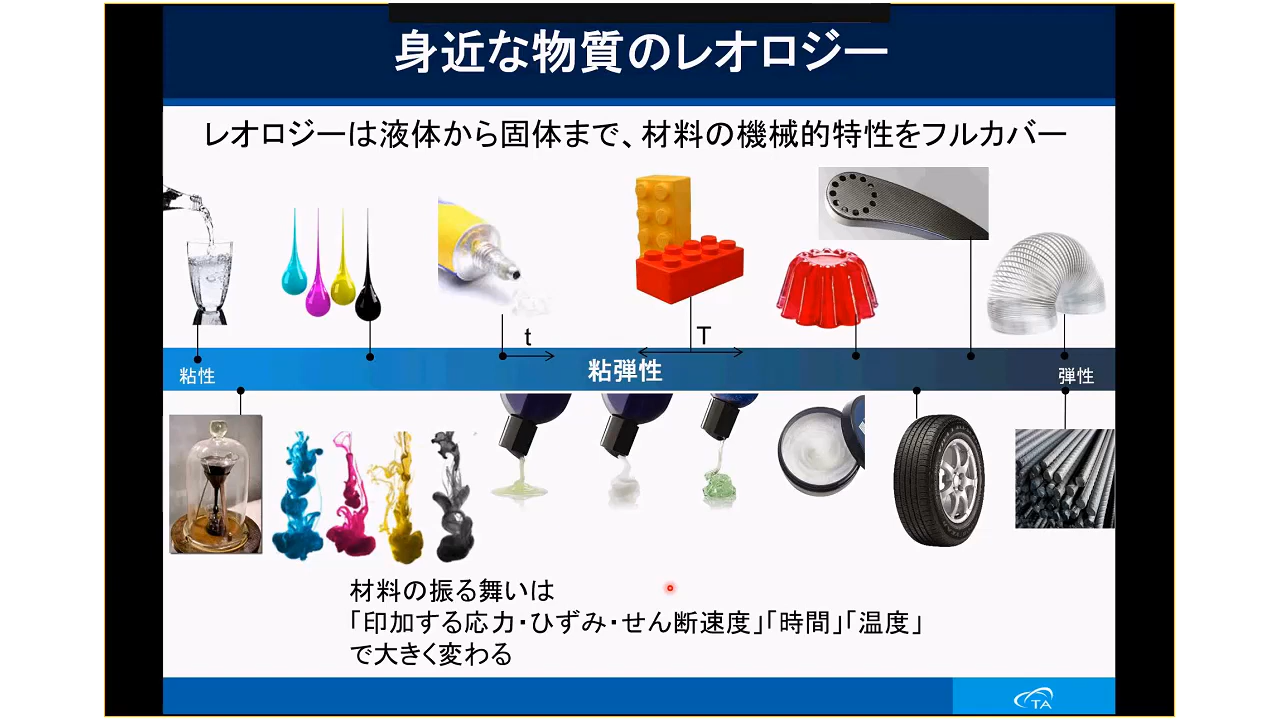 身近な物質のレオロジー
レオロジーは液体から固体まで、材料の機械的特性をフルカバー
t
T
粘性
粘弾性
弾性
材料の振る舞いは
「印加する応力・ひずみ・せん断速度」「時間」「温度」
で大きく変わる
TA